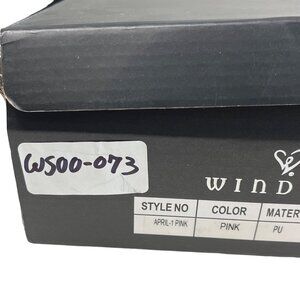 WS00-073
WIND
STYLE NO COLOR MATER
APRIL-1 PINK PINK PU